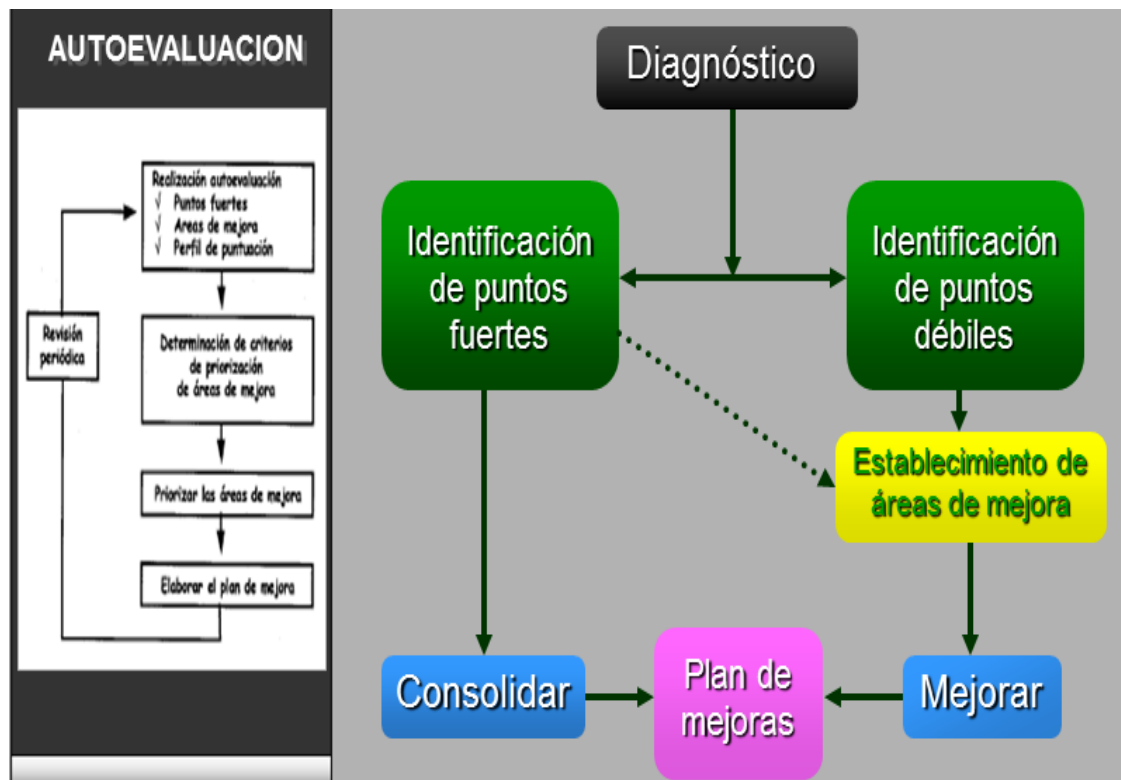 AUTOEVALUACION
Realización autoevaluación
√ Puntos fuertes
√ Areas de mejora
√ Perfil de puntuación
Revisión
periódica
Determinación de criterios
de priorización
de áreas de mejora
Priorizar las áreas de mejora
Elaborar el plan de mejora
Diagnóstico
Identificación
de puntos
fuertes
Identificación
de puntos
débiles
Establecimiento de
áreas de mejora
Consolidar
Plan de
mejoras
Mejorar